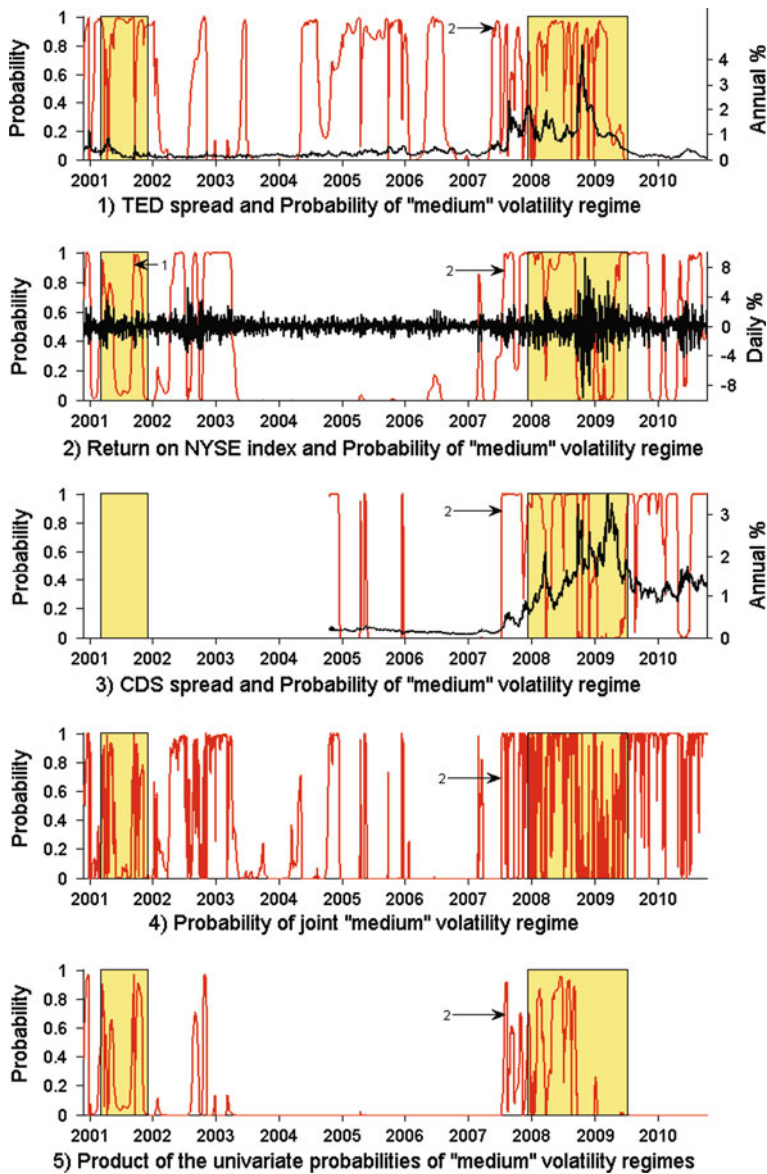 Probability
1
0.8
0.6
0.4
0.2
0
2
4
3
2
1
0
Annual %
2001 2002 2003 2004 2005 2006 2007 2008 2009 2010
1) TED spread and Probability of "medium" volatility regime
Probability
1
0.8
0.6
0.4
0.2
0
1
2
8
4
0
-4
-8
Daily %
2001 2002 2003 2004 2005 2006 2007 2008 2009 2010
2) Return on NYSE index and Probability of "medium" volatility regime
Probability
1
0.8
0.6
0.4
0.2
0
2
3
2
1
0
Annual %
2001 2002 2003 2004 2005 2006 2007 2008 2009 2010
3) CDS spread and Probability of "medium" volatility regime
Probability
1
0.8
0.6
0.4
0.2
0
2
2001 2002 2003 2004 2005 2006 2007 2008 2009 2010
4) Probability of joint "medium" volatility regime
Probability
1
0.8
0.6
0.4
0.2
0
2
2001 2002 2003 2004 2005 2006 2007 2008 2009 2010
5) Product of the univariate probabilities of "medium" volatility regimes